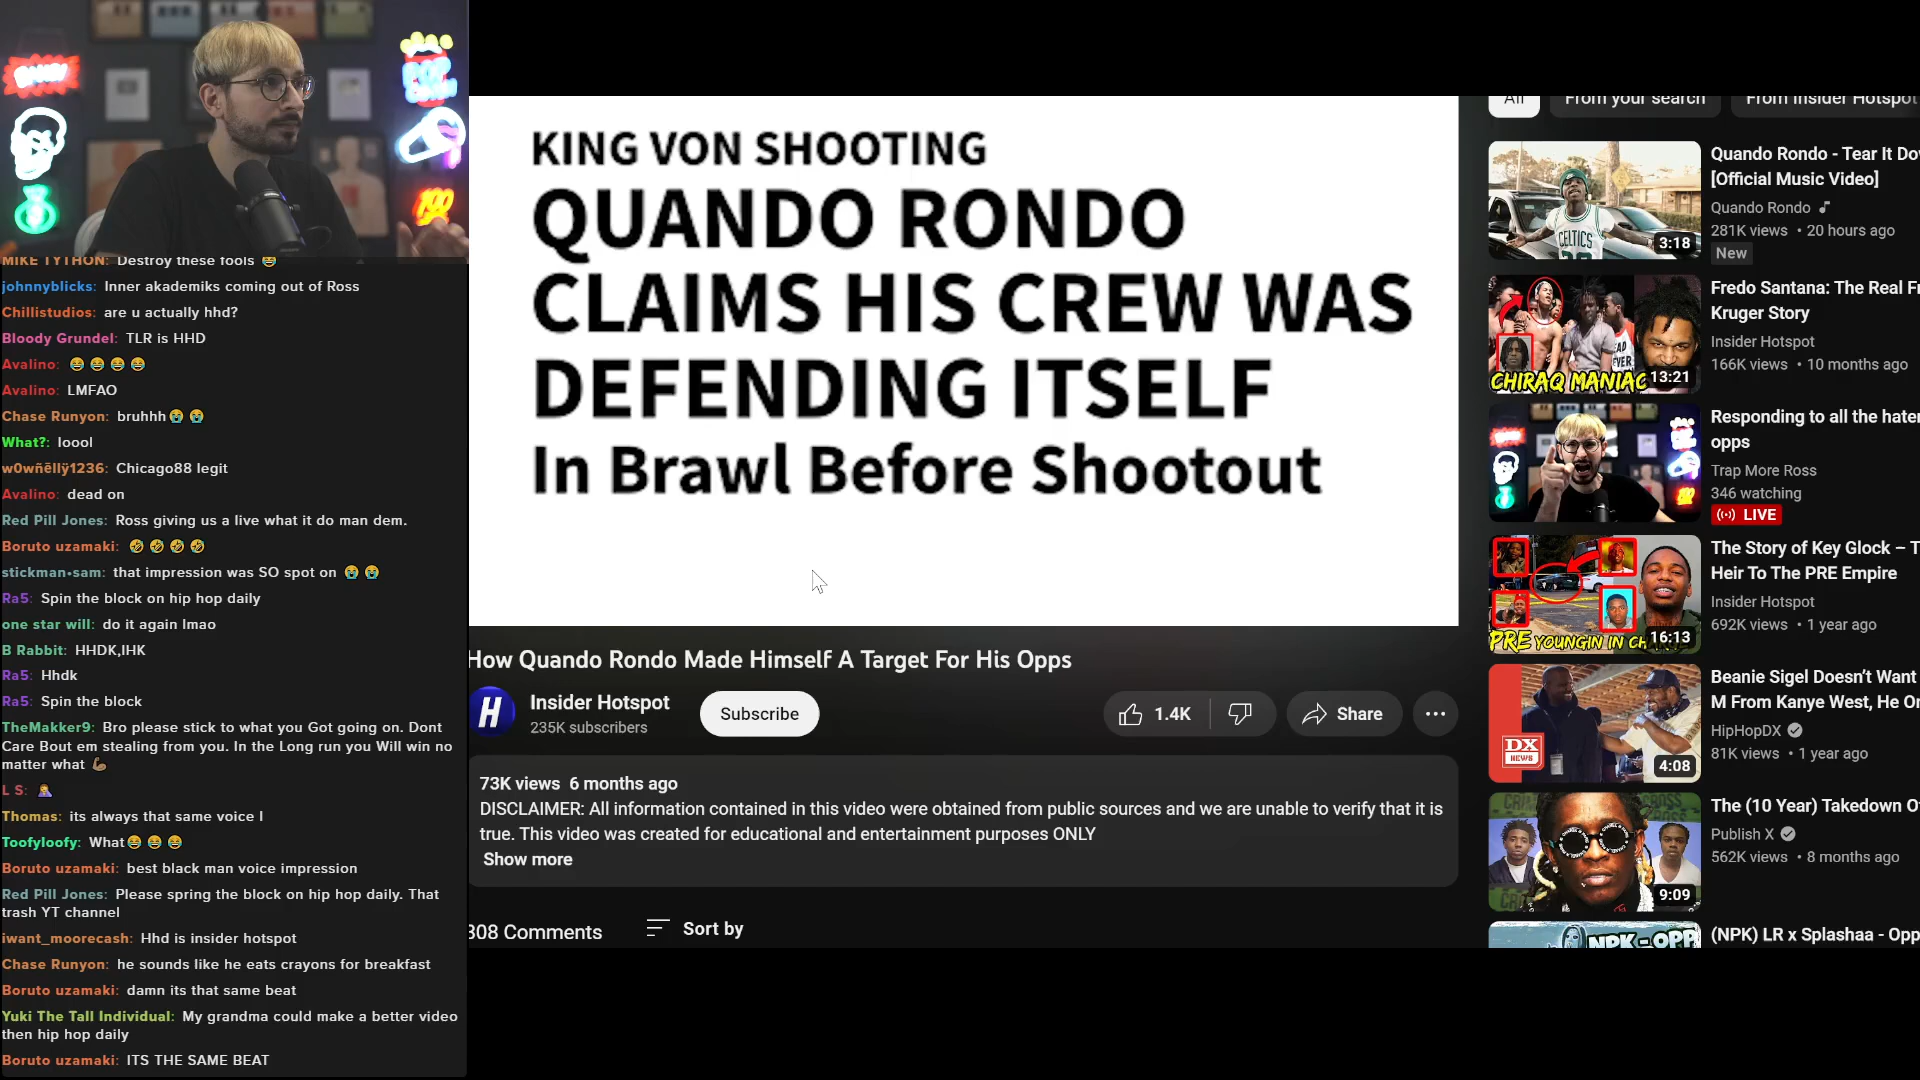 MIKE TYTHON: Destroy these fools 😂
johnnyblicks: Inner akademiks coming out of Ross
Chillistudios: are u actually hhd?
Bloody Grundel: TLR is HHD
Avalino: 😂 😂 😂 😂
Avalino: LMFAO
Chase Runyon: bruhhh😭 😭
What?: loool
w0wñêllÿ1236: Chicago88 legit
Avalino: dead on
Red Pill Jones: Ross giving us a live what it do man dem.
Boruto uzamaki: 🤣 🤣 🤣 🤣
stickman•sam: that impression was SO spot on 😭 😭
Ra5: Spin the block on hip hop daily
one star will: do it again lmao
B Rabbit: HHDK,IHK
Ra5: Hhdk
Ra5: Spin the block
TheMakker9: Bro please stick to what you Got going on. Dont
Care Bout em stealing from you. In the Long run you Will win no
matter what 💪🏽
L S: 🤦
Thomas: its always that same voice I
Toofyloofy: What😂 😂 😂
Boruto uzamaki: best black man voice impression
Red Pill Jones: Please spring the block on hip hop daily. That
trash YT channel
iwant_moorecash: Hhd is insider hotspot
Chase Runyon: he sounds like he eats crayons for breakfast
Boruto uzamaki: damn its that same beat
Yuki The Tall Individual: My grandma could make a better video
then hip hop daily
Boruto uzamaki: ITS THE SAME BEAT
KING VON SHOOTING
QUANDO RONDO
CLAIMS HIS CREW WAS
DEFENDING ITSELF
In Brawl Before Shootout
How Quando Rondo Made Himself A Target For His Opps
H
Insider Hotspot
235K subscribers
Subscribe
1.4K
Share
73K views 6 months ago
DISCLAIMER: All information contained in this video were obtained from public sources and we are unable to verify that it is
true. This video was created for educational and entertainment purposes ONLY
Show more
308 Comments
Sort by
All
From your search
From Insider Hotspot
CELTICS
3:18
Quando Rondo - Tear It Do
[Official Music Video]
Quando Rondo
281K views • 20 hours ago
New
CHIRAQ MANIAC
13:21
Fredo Santana: The Real Fr
Kruger Story
Insider Hotspot
166K views • 10 months ago
Responding to all the hater
opps
Trap More Ross
346 watching
LIVE
PRE YOUNGIN IN CH
16:13
The Story of Key Glock – T
Heir To The PRE Empire
Insider Hotspot
692K views • 1 year ago
DX
NEWS
4:08
Beanie Sigel Doesn't Want
M From Kanye West, He On
HipHopDX
81K views • 1 year ago
9:09
The (10 Year) Takedown O
Publish X
562K views • 8 months ago
NPK - OPP
(NPK) LR x Splashaa - Opp
100